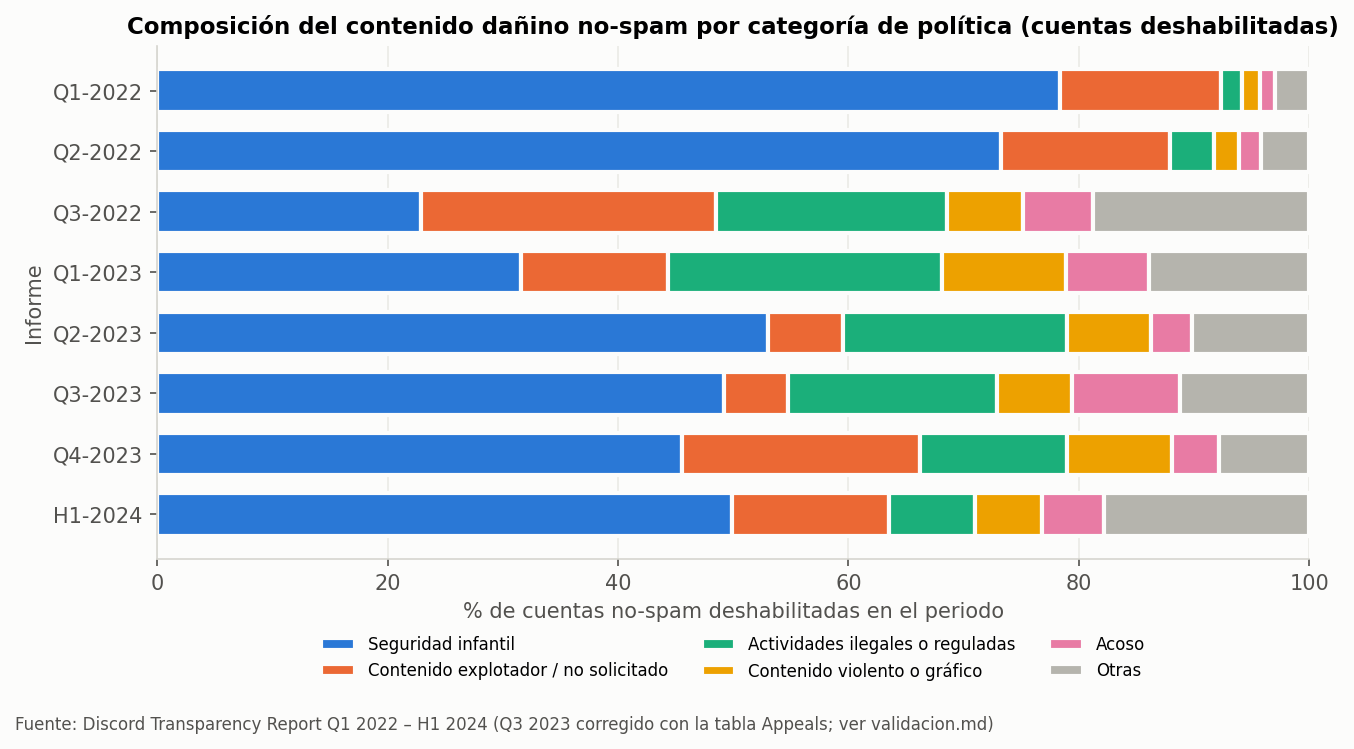 Composición del contenido dañino no-spam por categoría de política (cuentas deshabilitadas)
Informe
Q1-2022
Q2-2022
Q3-2022
Q1-2023
Q2-2023
Q3-2023
Q4-2023
H1-2024
0 20 40 60 80 100
% de cuentas no-spam deshabilitadas en el periodo
Seguridad infantil
Contenido explotador / no solicitado
Actividades ilegales o reguladas
Contenido violento o gráfico
Acoso
Otras
Fuente: Discord Transparency Report Q1 2022 – H1 2024 (Q3 2023 corregido con la tabla Appeals; ver validacion.md)